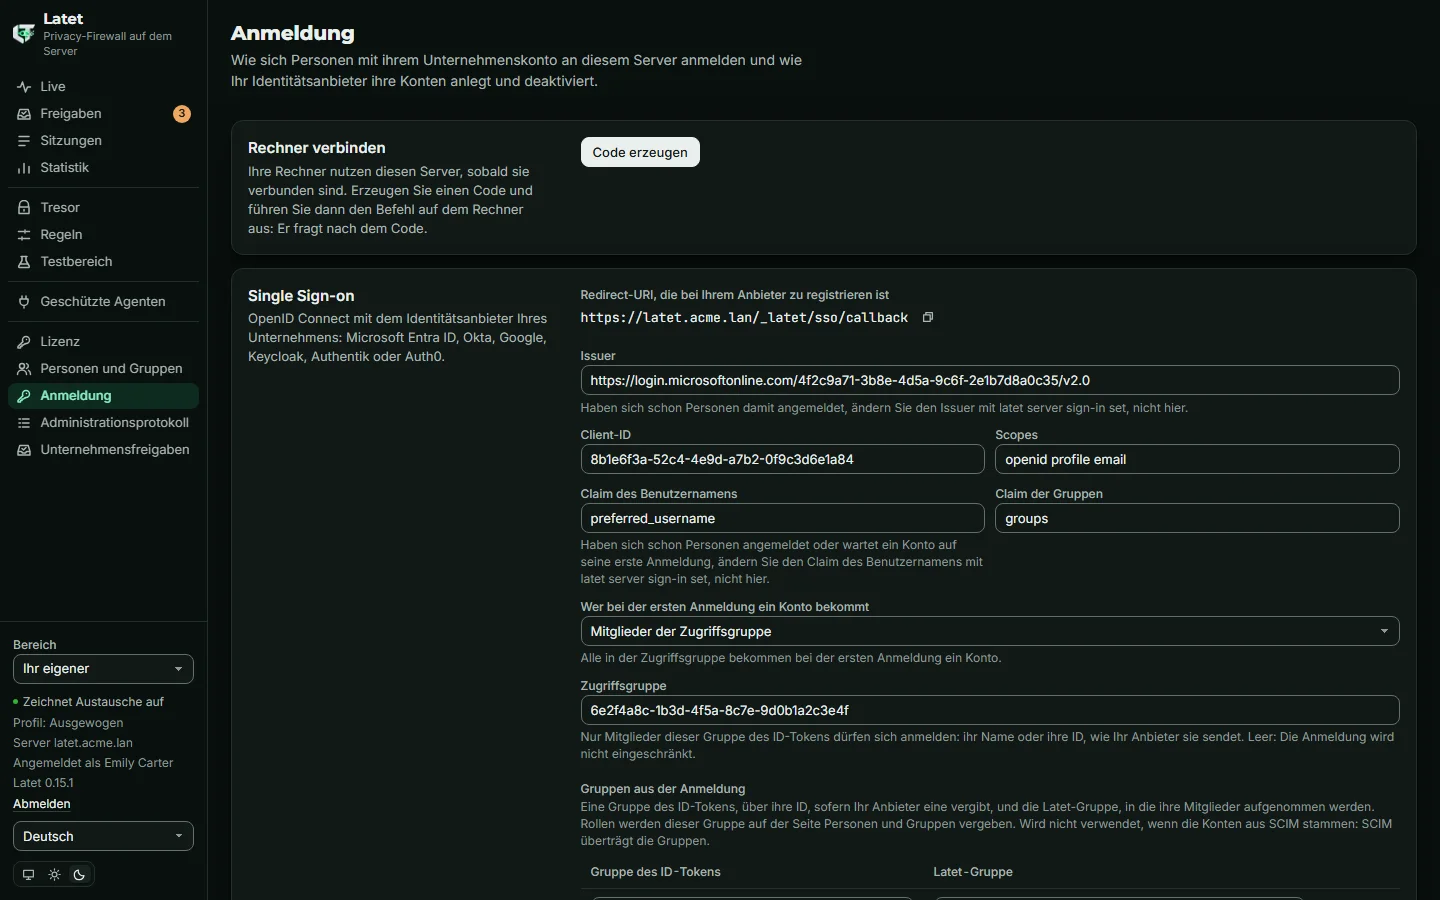 Latet
Privacy-Firewall auf dem
Server
Live
Freigaben
3
Sitzungen
Statistik
Tresor
Regeln
Testbereich
Geschützte Agenten
Lizenz
Personen und Gruppen
Anmeldung
Administrationsprotokoll
Unternehmensfreigaben
Bereich
Ihr eigener
Zeichnet Austausche auf
Profil: Ausgewogen
Server latet.acme.lan
Angemeldet als Emily Carter
Latet 0.15.1
Abmelden
Deutsch
Anmeldung
Wie sich Personen mit ihrem Unternehmenskonto an diesem Server anmelden und wie
Ihr Identitätsanbieter ihre Konten anlegt und deaktiviert.
Rechner verbinden
Ihre Rechner nutzen diesen Server, sobald sie
verbunden sind. Erzeugen Sie einen Code und
führen Sie dann den Befehl auf dem Rechner
aus: Er fragt nach dem Code.
Code erzeugen
Single Sign-on
OpenID Connect mit dem Identitätsanbieter Ihres
Unternehmens: Microsoft Entra ID, Okta, Google,
Keycloak, Authentik oder Auth0.
Redirect-URI, die bei Ihrem Anbieter zu registrieren ist
https://latet.acme.lan/_latet/sso/callback
Issuer
https://login.microsoftonline.com/4f2c9a71-3b8e-4d5a-9c6f-2e1b7d8a0c35/v2.0
Haben sich schon Personen damit angemeldet, ändern Sie den Issuer mit latet server sign-in set, nicht hier.
Client-ID
8b1e6f3a-52c4-4e9d-a7b2-0f9c3d6e1a84
Scopes
openid profile email
Claim des Benutzernamens
preferred_username
Haben sich schon Personen angemeldet oder wartet ein Konto auf
seine erste Anmeldung, ändern Sie den Claim des Benutzernamens mit
latet server sign-in set, nicht hier.
Claim der Gruppen
groups
Wer bei der ersten Anmeldung ein Konto bekommt
Mitglieder der Zugriffsgruppe
Alle in der Zugriffsgruppe bekommen bei der ersten Anmeldung ein Konto.
Zugriffsgruppe
6e2f4a8c-1b3d-4f5a-8c7e-9d0b1a2c3e4f
Nur Mitglieder dieser Gruppe des ID-Tokens dürfen sich anmelden: ihr Name oder ihre ID, wie Ihr Anbieter sie sendet. Leer: Die Anmeldung wird
nicht eingeschränkt.
Gruppen aus der Anmeldung
Eine Gruppe des ID-Tokens, über ihre ID, sofern Ihr Anbieter eine vergibt, und die Latet-Gruppe, in die ihre Mitglieder aufgenommen werden.
Rollen werden dieser Gruppe auf der Seite Personen und Gruppen vergeben. Wird nicht verwendet, wenn die Konten aus SCIM stammen: SCIM
überträgt die Gruppen.
Gruppe des ID-Tokens
Latet-Gruppe